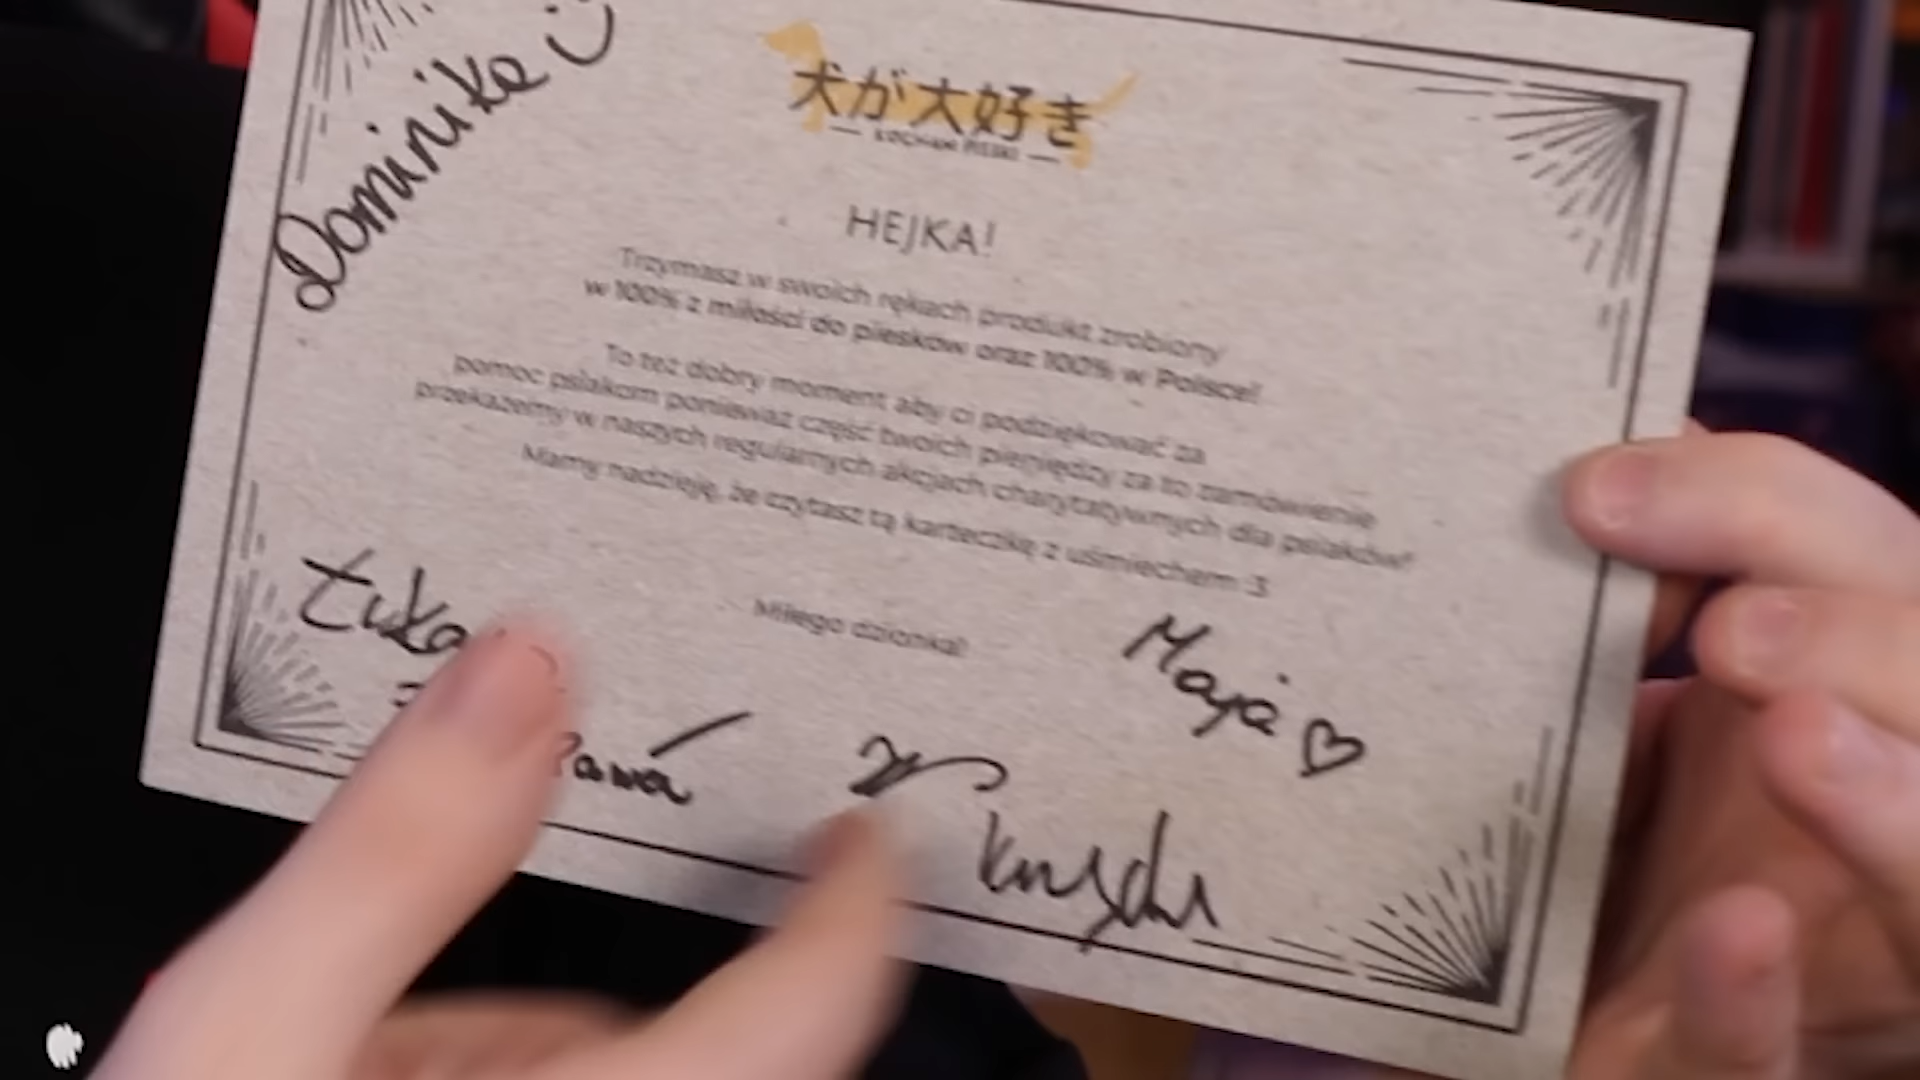 Dominika :)
犬が大好き
— KOCHAM PIESKI —
HEJKA!
Trzymasz w swoich rękach produkt zrobiony
w 100% z miłości do piesków oraz 100% w Polsce!
To też dobry moment aby ci podziękować za
pomoc psiakom ponieważ część twoich pieniędzy za to zamówienie
przekażemy w naszych regularnych akcjach charytatywnych dla psiaków!
Mamy nadzieję, że czytasz tą karteczkę z uśmiechem :3
Miłego dzionka!
Maja ♡